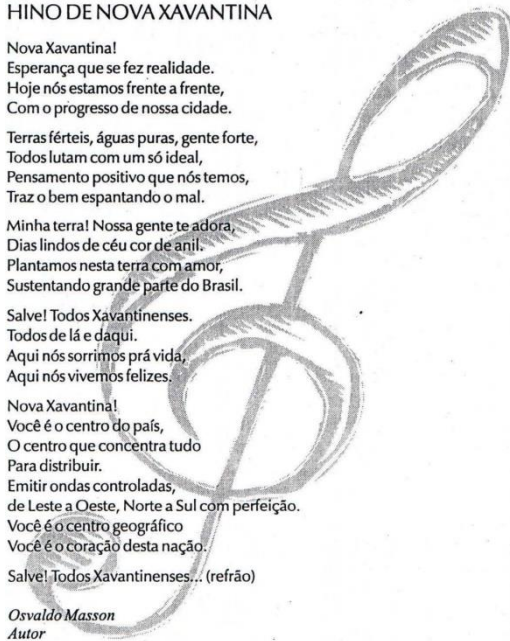 HINO DE NOVA XAVANTINA
Nova Xavantina!
Esperança que se fez realidade.
Hoje nós estamos frente a frente,
Com o progresso de nossa cidade.
Terras férteis, águas puras, gente forte,
Todos lutam com um só ideal,
Pensamento positivo que nós temos,
Traz o bem espantando o mal.
Minha terra! Nossa gente te adora,
Dias lindos de céu cor de anil.
Plantamos nesta terra com amor,
Sustentando grande parte do Brasil.
Salve! Todos Xavantinenses.
Todos de lá e daqui.
Aqui nós sorrimos prá vida,
Aqui nós vivemos felizes.
Nova Xavantina!
Você é o centro do país,
O centro que concentra tudo
Para distribuir.
Emitir ondas controladas,
de Leste a Oeste, Norte a Sul com perfeição.
Você é o centro geográfico
Você é o coração desta nação.
Salve! Todos Xavantinenses... (refrão)
Osvaldo Masson
Autor